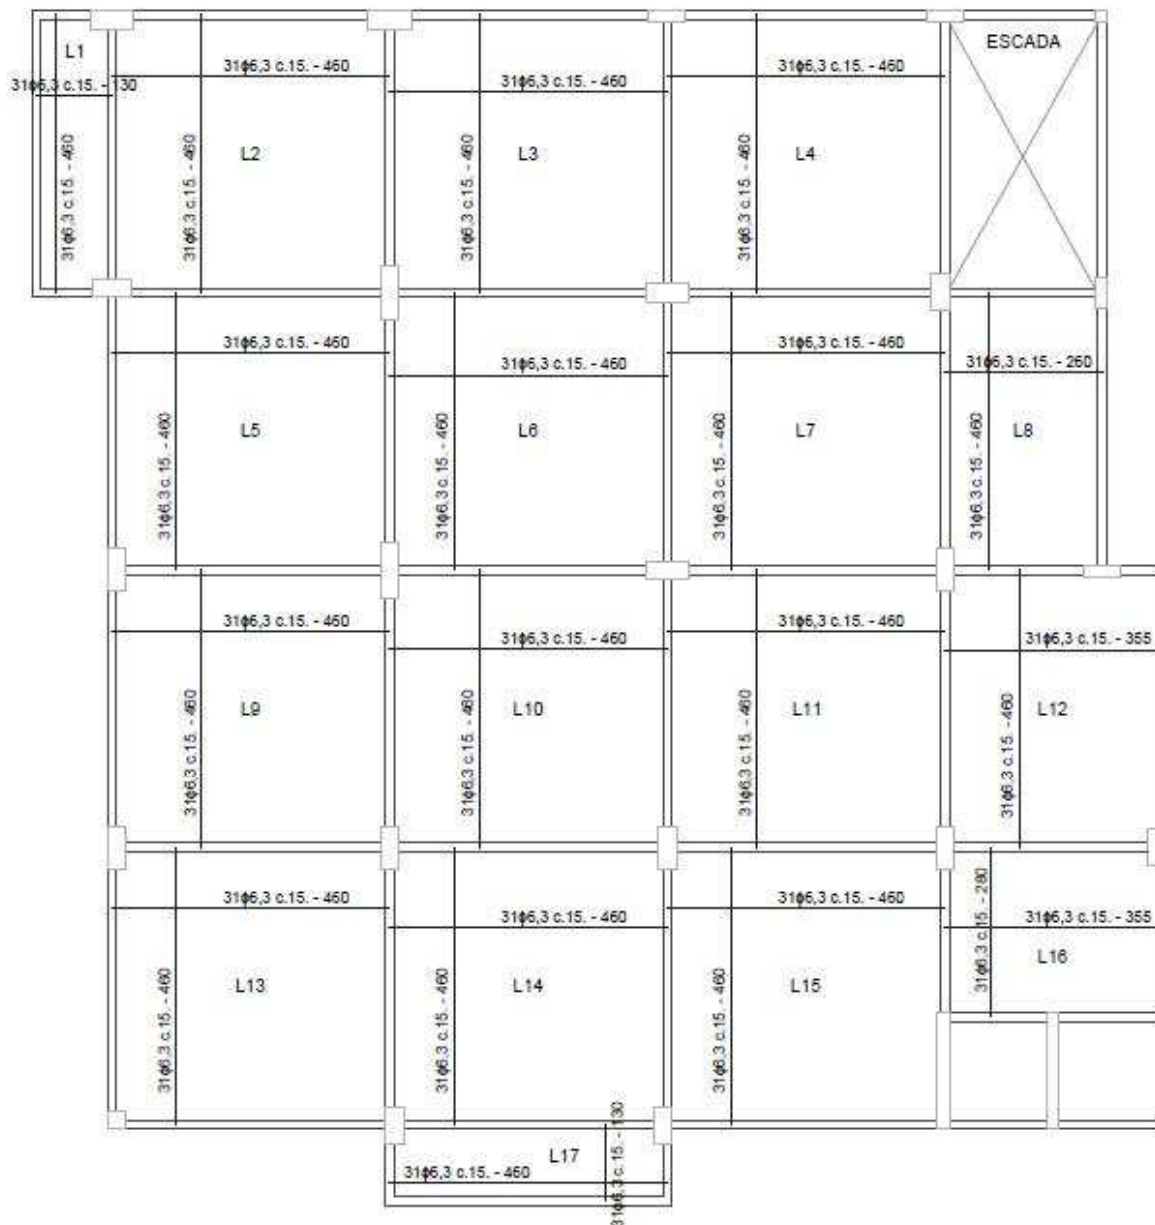 L1
ESCADA
31ϕ6,3 c.15. - 460
31ϕ6,3 c.15. - 460
31ϕ6,3 c.15. - 460
31ϕ6,3 c.15. - 130
31ϕ6,3 c.15. - 460
31ϕ6,3 c.15. - 460
31ϕ6,3 c.15. - 460
31ϕ6,3 c.15. - 460
L2
L3
L4
31ϕ6,3 c.15. - 460
31ϕ6,3 c.15. - 460
31ϕ6,3 c.15. - 460
31ϕ6,3 c.15. - 260
31ϕ6,3 c.15. - 460
31ϕ6,3 c.15. - 460
31ϕ6,3 c.15. - 460
31ϕ6,3 c.15. - 460
L5
L6
L7
L8
31ϕ6,3 c.15. - 460
31ϕ6,3 c.15. - 460
31ϕ6,3 c.15. - 460
31ϕ6,3 c.15. - 355
31ϕ6,3 c.15. - 460
31ϕ6,3 c.15. - 460
31ϕ6,3 c.15. - 460
31ϕ6,3 c.15. - 460
L9
L10
L11
L12
31ϕ6,3 c.15. - 460
31ϕ6,3 c.15. - 460
31ϕ6,3 c.15. - 460
31ϕ6,3 c.15. - 280
31ϕ6,3 c.15. - 355
31ϕ6,3 c.15. - 460
31ϕ6,3 c.15. - 460
31ϕ6,3 c.15. - 460
L13
L14
L15
L16
L17
31ϕ6,3 c.15. - 460
31ϕ6,3 c.15. - 130